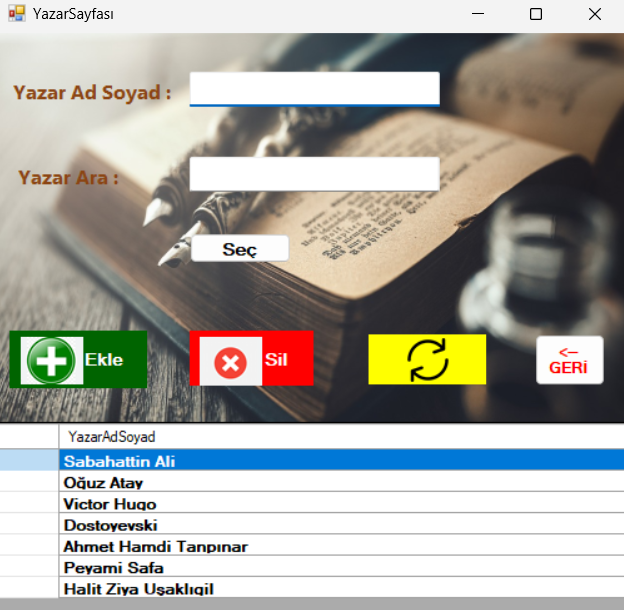 YazarSayfası
Yazar Ad Soyad :
Yazar Ara :
Seç
Ekle
Sil
<--
GERİ
YazarAdSoyad
Sabahattin Ali
Oğuz Atay
Victor Hugo
Dostoyevski
Ahmet Hamdi Tanpınar
Peyami Safa
Halit Ziya Uşaklıgil